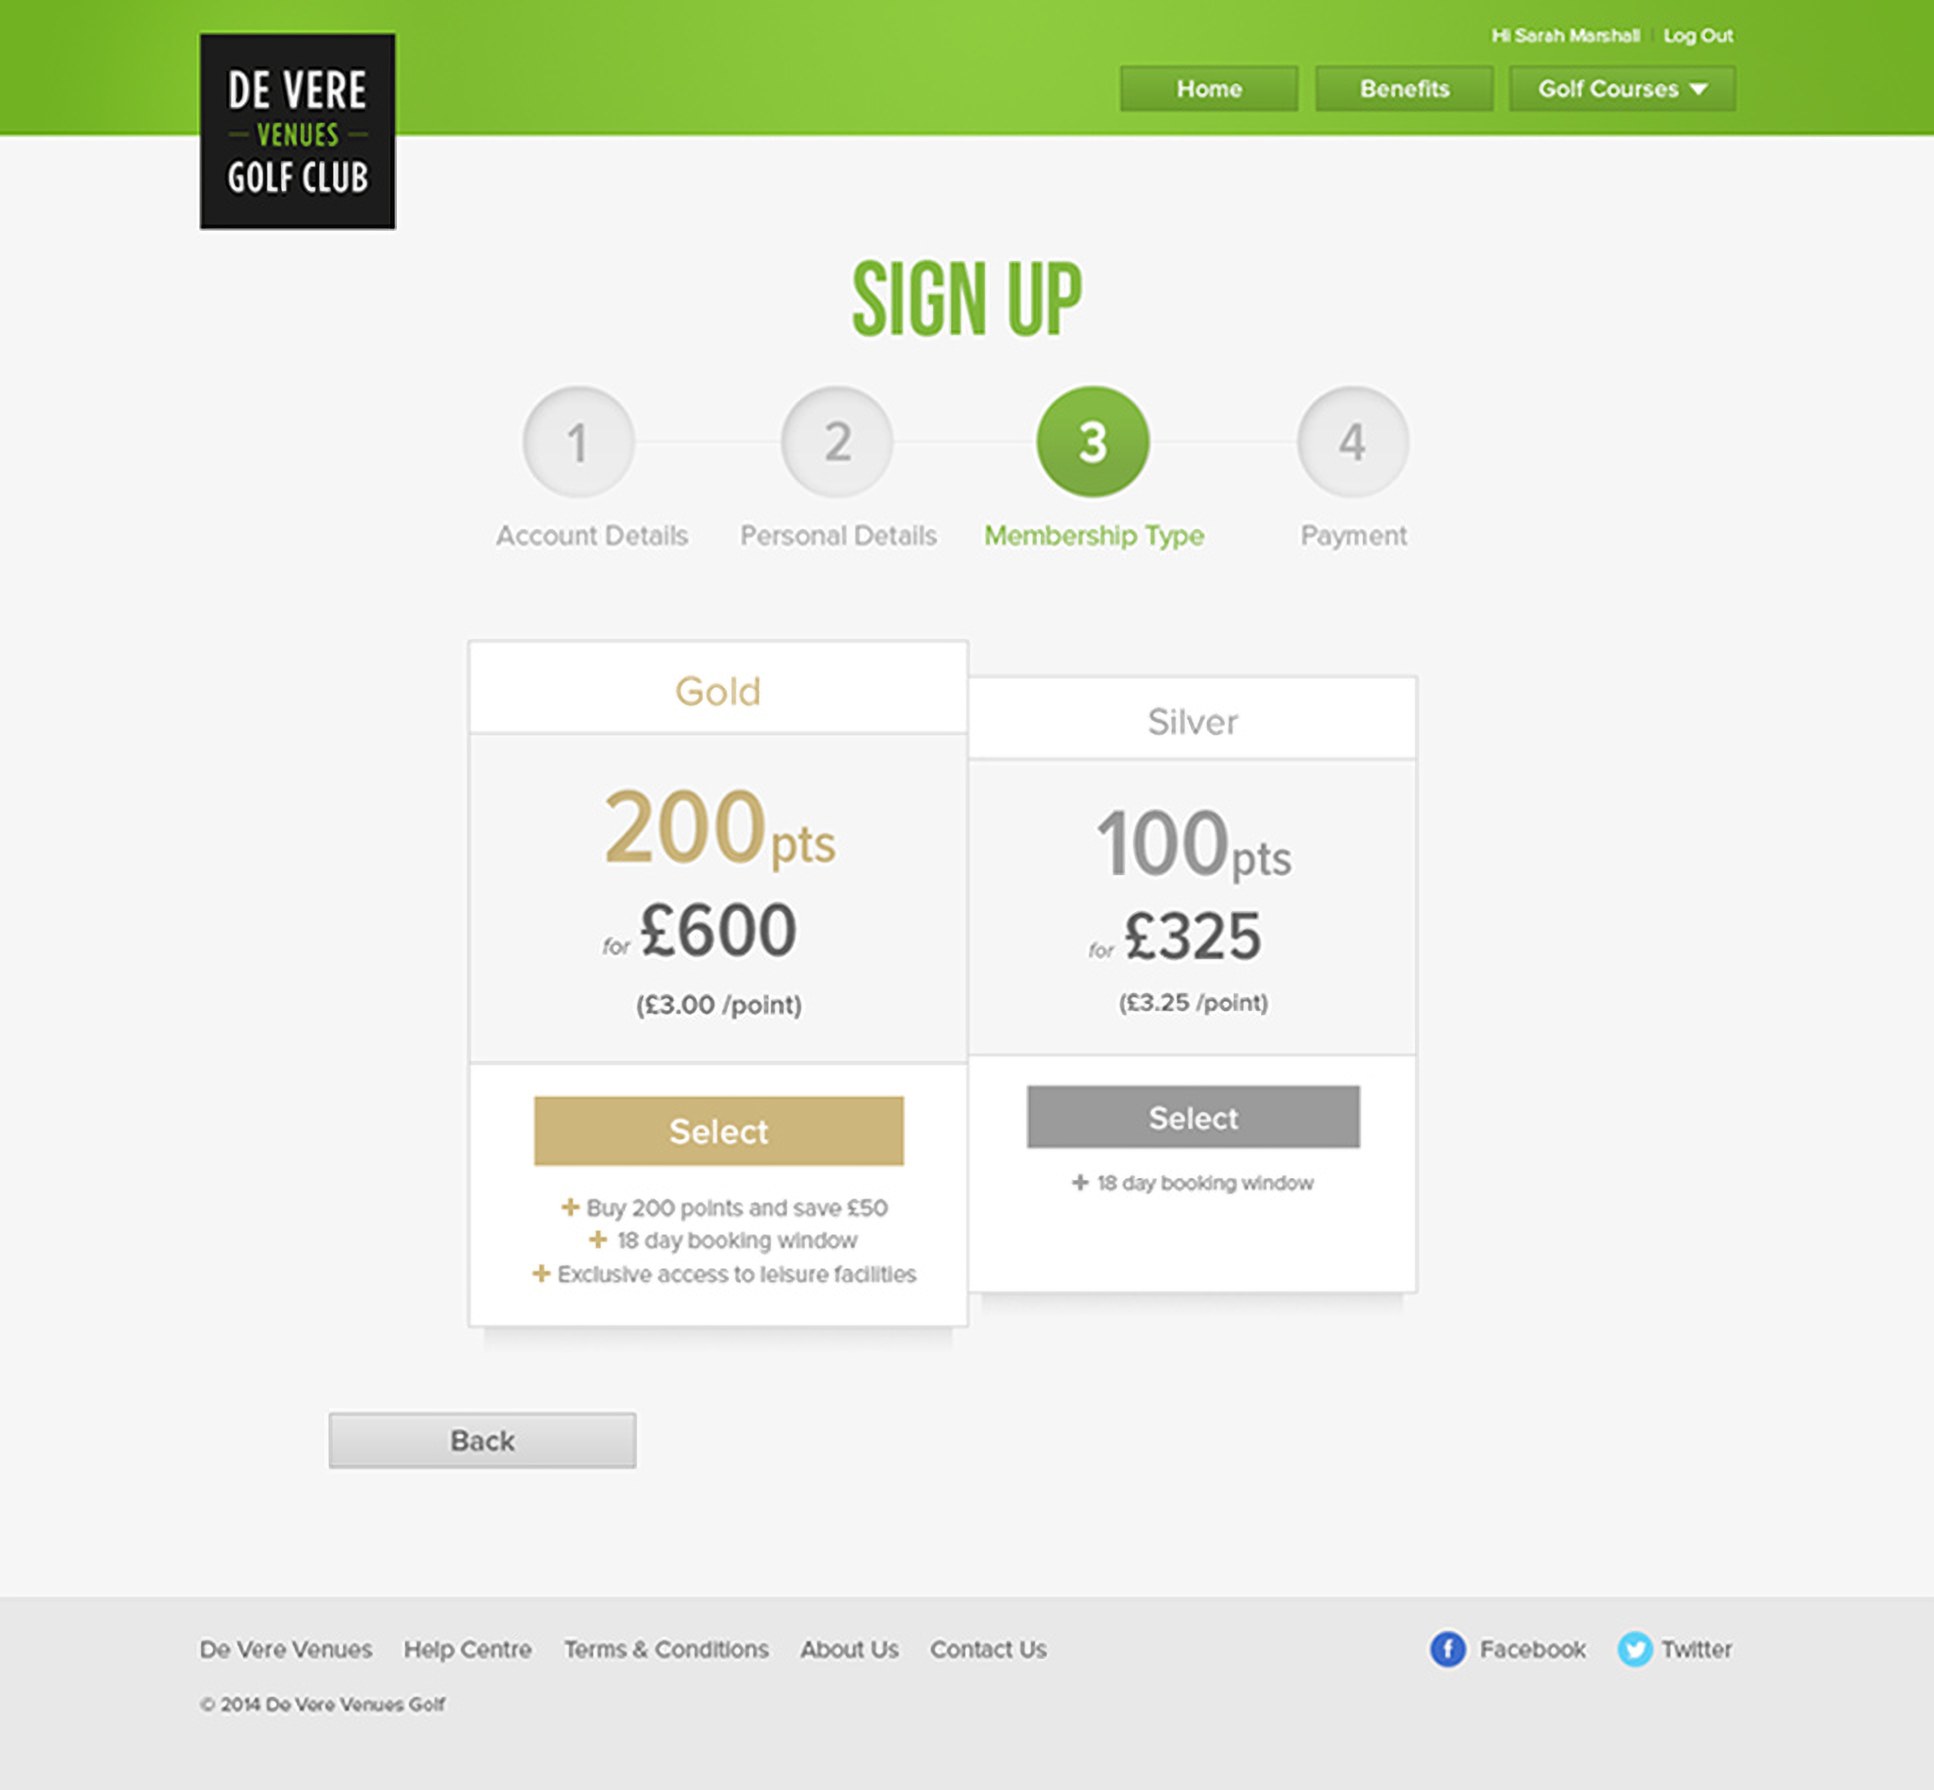 Hi Sarah Marshall Log Out
DE VERE
VENUES
GOLF CLUB
Home Benefits Golf Courses
SIGN UP
1 2 3 4
Account Details Personal Details Membership Type Payment
Gold
200pts
for £600
(£3.00 /point)
Select
+ Buy 200 points and save £50
+ 18 day booking window
+ Exclusive access to leisure facilities
Silver
100pts
for £325
(£3.25 /point)
Select
+ 18 day booking window
Back
De Vere Venues Help Centre Terms & Conditions About Us Contact Us Facebook Twitter
© 2014 De Vere Venues Golf